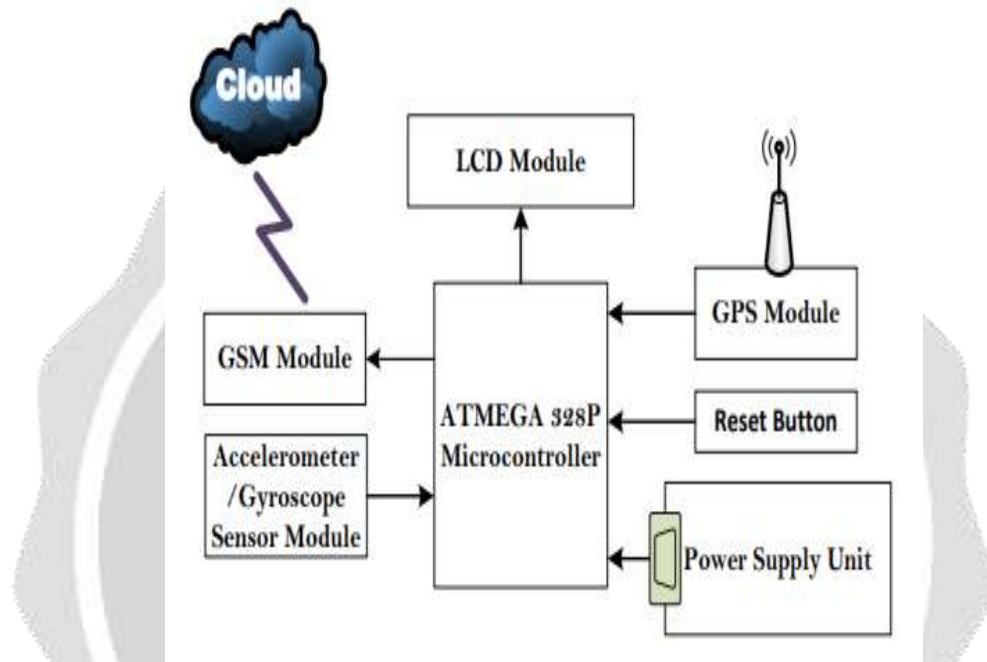 Cloud
LCD Module
GPS Module
GSM Module
ATMEGA 328P
Microcontroller
Reset Button
Accelerometer
/Gyroscope
Sensor Module
Power Supply Unit